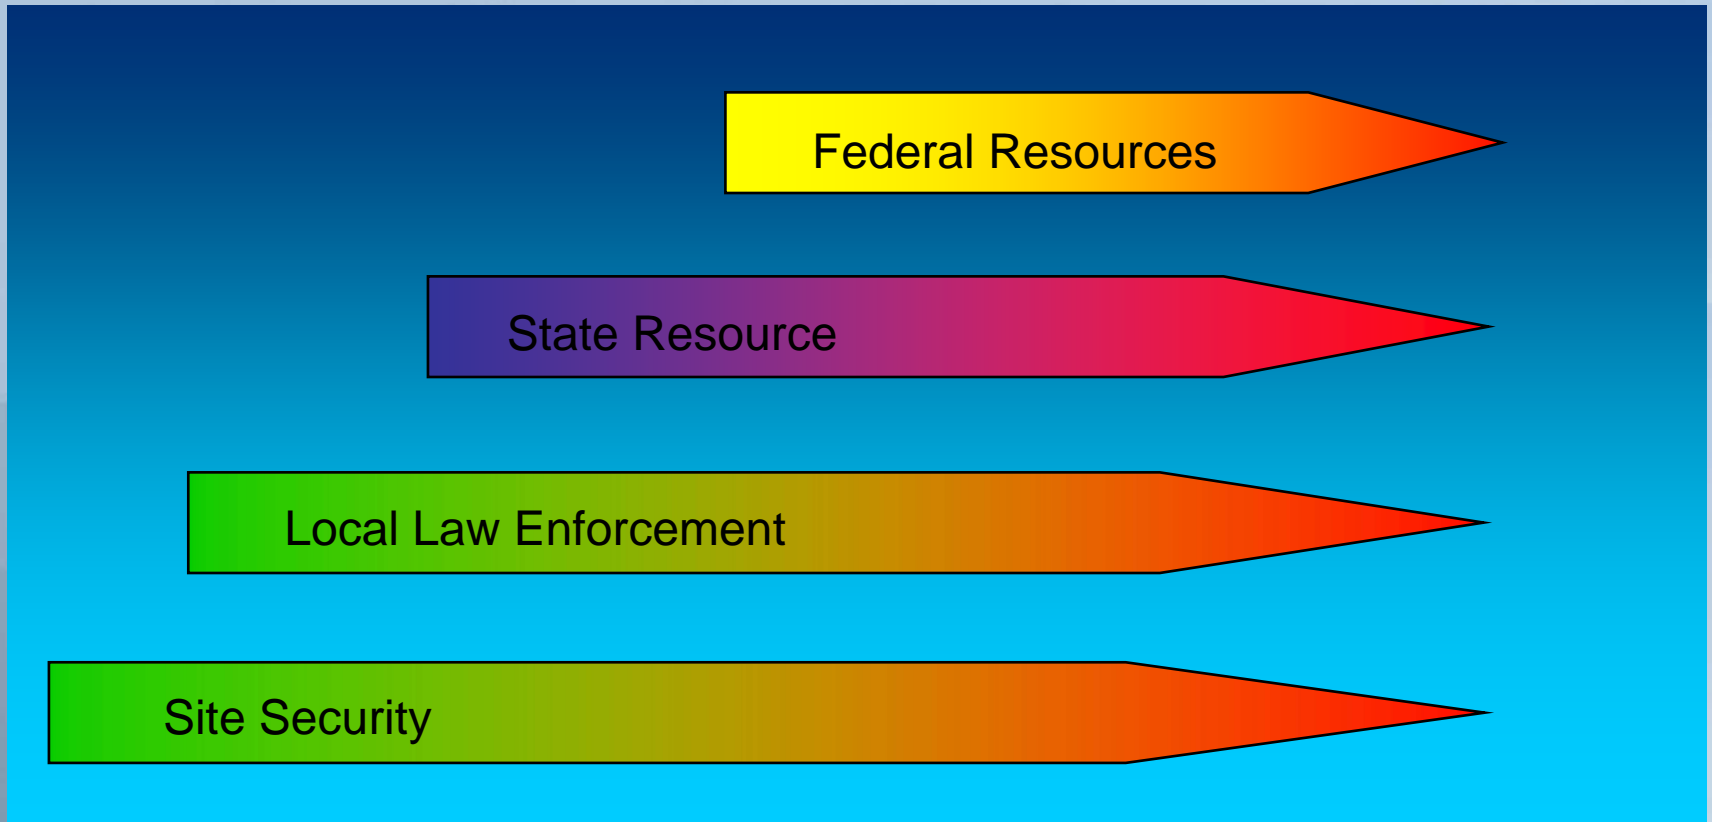 Federal Resources
State Resource
Local Law Enforcement
Site Security